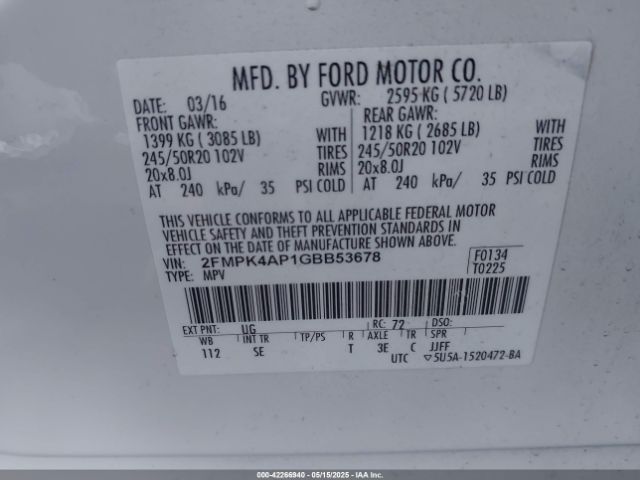 MFD. BY FORD MOTOR CO.
DATE: 03/16 GVWR: 2595 KG ( 5720 LB)
FRONT GAWR: REAR GAWR:
1399 KG ( 3085 LB) WITH 1218 KG ( 2685 LB) WITH
245/50R20 102V TIRES 245/50R20 102V TIRES
20x8.0J RIMS 20x8.0J RIMS
AT 240 kPa/ 35 PSI COLD AT 240 kPa/ 35 PSI COLD
THIS VEHICLE CONFORMS TO ALL APPLICABLE FEDERAL MOTOR
VEHICLE SAFETY AND THEFT PREVENTION STANDARDS IN
EFFECT ON THE DATE OF MANUFACTURE SHOWN ABOVE.
VIN: 2FMPK4AP1GBB53678 F0134
TYPE: MPV T0225
EXT PNT: UG RC: 72 DSO:
WB INT TR TP/PS R AXLE TR SPR
112 SE T 3E C JJFF
UTC ▽5U5A-1520472-BA
000-42266940 - 05/15/2025 - IAAI.COM